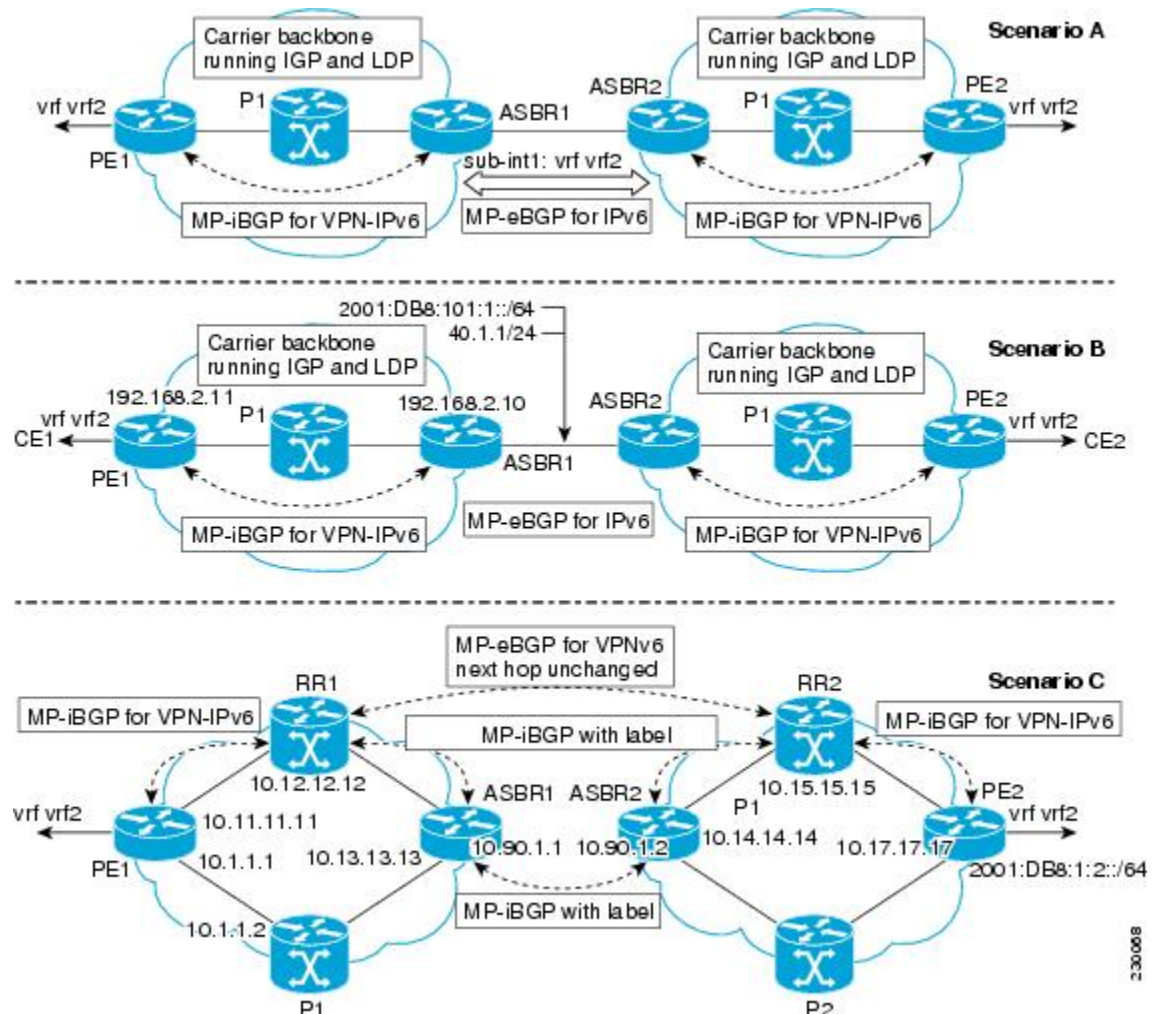 Carrier backbone
running IGP and LDP
Carrier backbone
running IGP and LDP
Scenario A
P1
ASBR1
ASBR2
P1
PE2
vrf vrf2
vrf vrf2
PE1
sub-int1: vrf vrf2
MP-iBGP for VPN-IPv6
MP-eBGP for IPv6
MP-iBGP for VPN-IPv6
2001:DB8:101:1::/64
40.1.1/24
Carrier backbone
running IGP and LDP
Carrier backbone
running IGP and LDP
Scenario B
192.168.2.11
P1
192.168.2.10
ASBR2
P1
PE2
vrf vrf2
CE1
vrf vrf2
CE2
PE1
ASBR1
MP-iBGP for VPN-IPv6
MP-eBGP for IPv6
MP-iBGP for VPN-IPv6
MP-eBGP for VPNv6
next hop unchanged
Scenario C
RR1
RR2
MP-iBGP for VPN-IPv6
MP-iBGP with label
MP-iBGP for VPN-IPv6
10.12.12.12
10.15.15.15
ASBR1
ASBR2
P1
PE2
vrf vrf2
vrf vrf2
10.11.11.11
10.90.1.1
10.90.1.2
10.14.14.14
PE1
10.1.1.1
10.13.13.13
10.17.17.17
2001:DB8:1:2::/64
MP-iBGP with label
10.1.1.2
P1
P2
230068